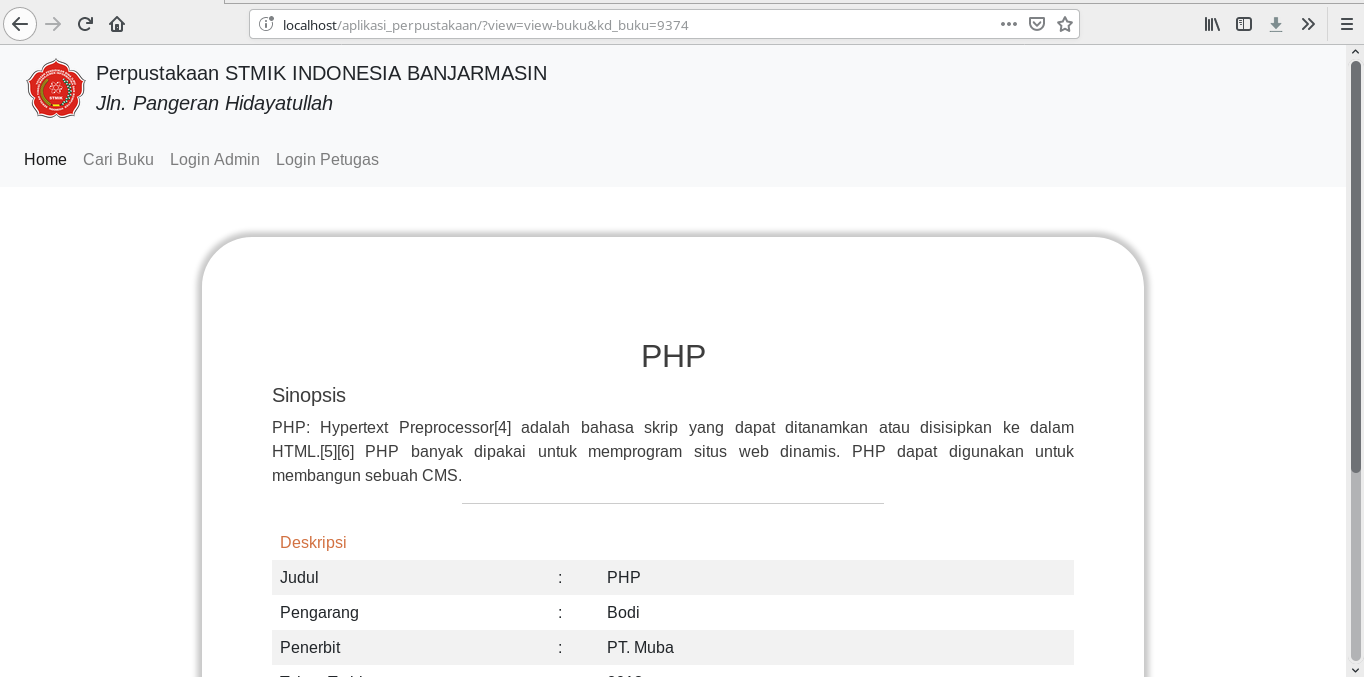 localhost/aplikasi_perpustakaan/?view=view-buku&kd_buku=9374
Perpustakaan STMIK INDONESIA BANJARMASIN
Jln. Pangeran Hidayatullah
Home Cari Buku Login Admin Login Petugas
PHP
Sinopsis
PHP: Hypertext Preprocessor[4] adalah bahasa skrip yang dapat ditanamkan atau disisipkan ke dalam
HTML.[5][6] PHP banyak dipakai untuk memprogram situs web dinamis. PHP dapat digunakan untuk
membangun sebuah CMS.
Deskripsi
Judul : PHP
Pengarang : Bodi
Penerbit : PT. Muba